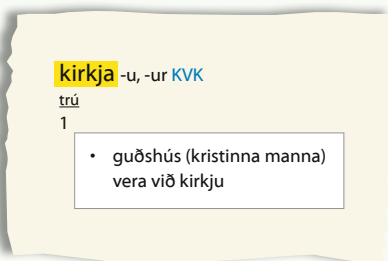 kirkja -u, -ur KVK
trú
1
• guðshús (kristinna manna)
vera við kirkju